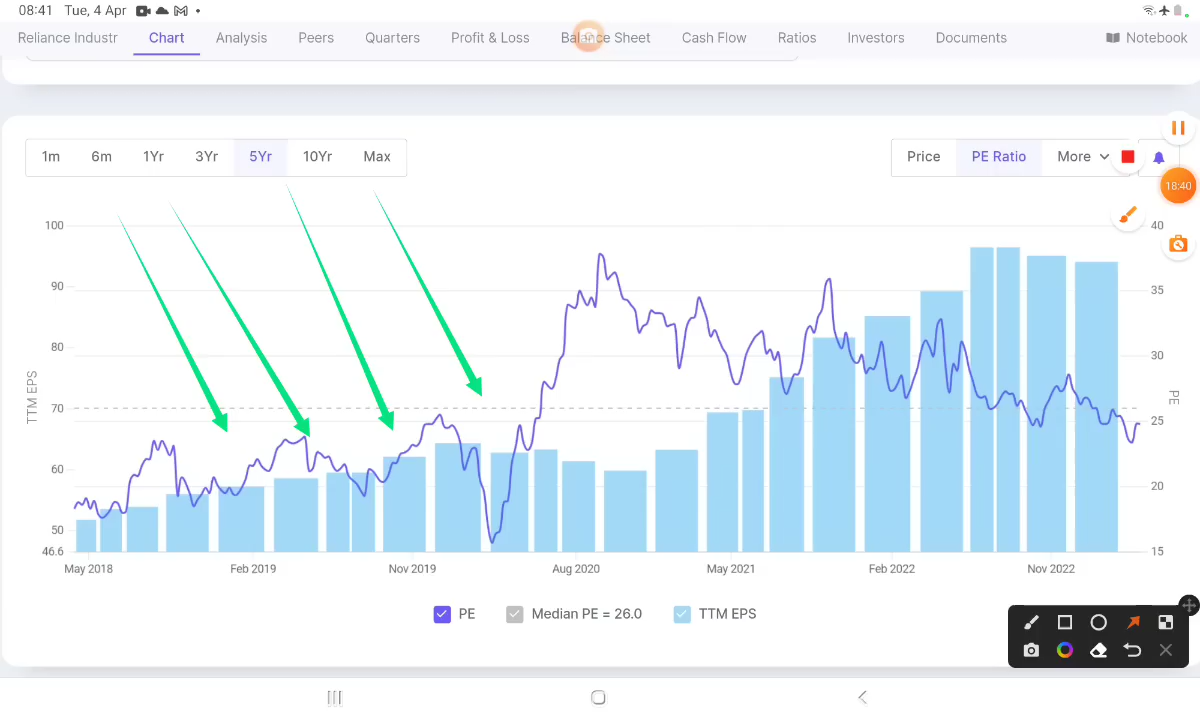 08:41 Tue, 4 Apr
Reliance Industr Chart Analysis Peers Quarters Profit & Loss Balance Sheet Cash Flow Ratios Investors Documents Notebook
1m 6m 1Yr 3Yr 5Yr 10Yr Max Price PE Ratio More
18:40
100 40
90 35
80 30
70 25
60 20
50
46.6 15
TTM EPS
PE
May 2018 Feb 2019 Nov 2019 Aug 2020 May 2021 Feb 2022 Nov 2022
PE Median PE = 26.0 TTM EPS